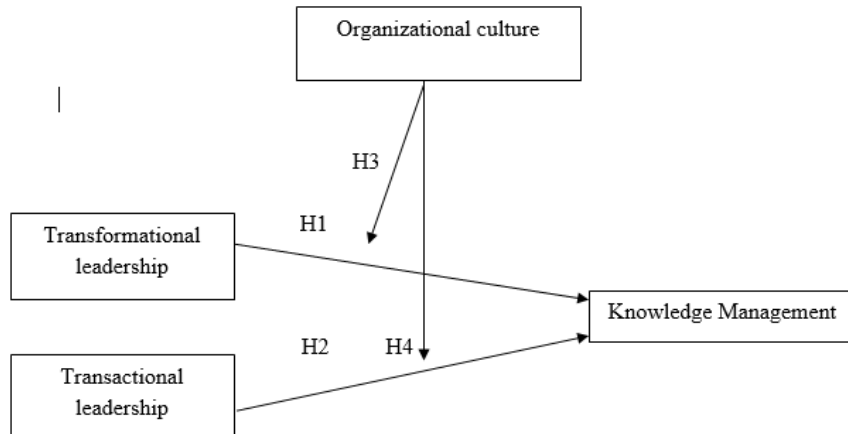 Organizational culture
H3
H1
Transformational
leadership
Knowledge Management
H2
H4
Transactional
leadership